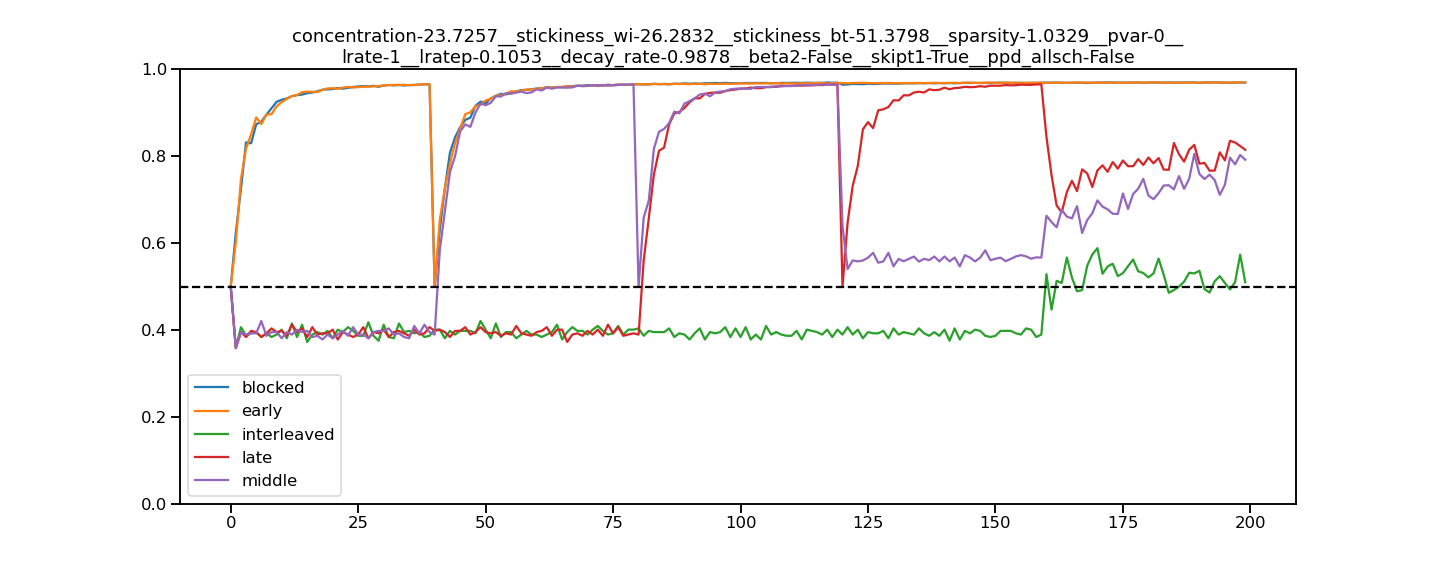 concentration-23.7257__stickiness_wi-26.2832__stickiness_bt-51.3798__sparsity-1.0329__pvar-0__
lrate-1__lratep-0.1053__decay_rate-0.9878__beta2-False__skipt1-True__ppd_allsch-False
1.0
0.8
0.6
0.4
0.2
0.0
blocked
early
interleaved
late
middle
0 25 50 75 100 125 150 175 200